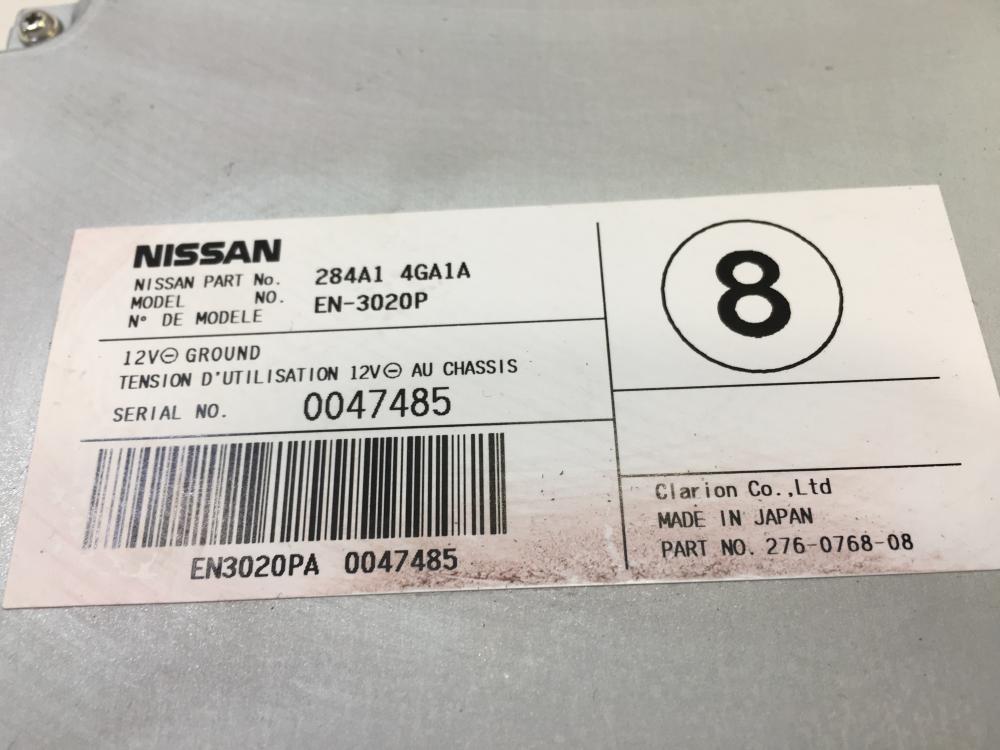 NISSAN
NISSAN PART No. 284A1 4GA1A
MODEL NO. EN-3020P
N° DE MODELE
12V⊖ GROUND
TENSION D'UTILISATION 12V⊖ AU CHASSIS
SERIAL NO. 0047485
EN3020PA 0047485
8
Clarion Co.,Ltd
MADE IN JAPAN
PART NO. 276-0768-08